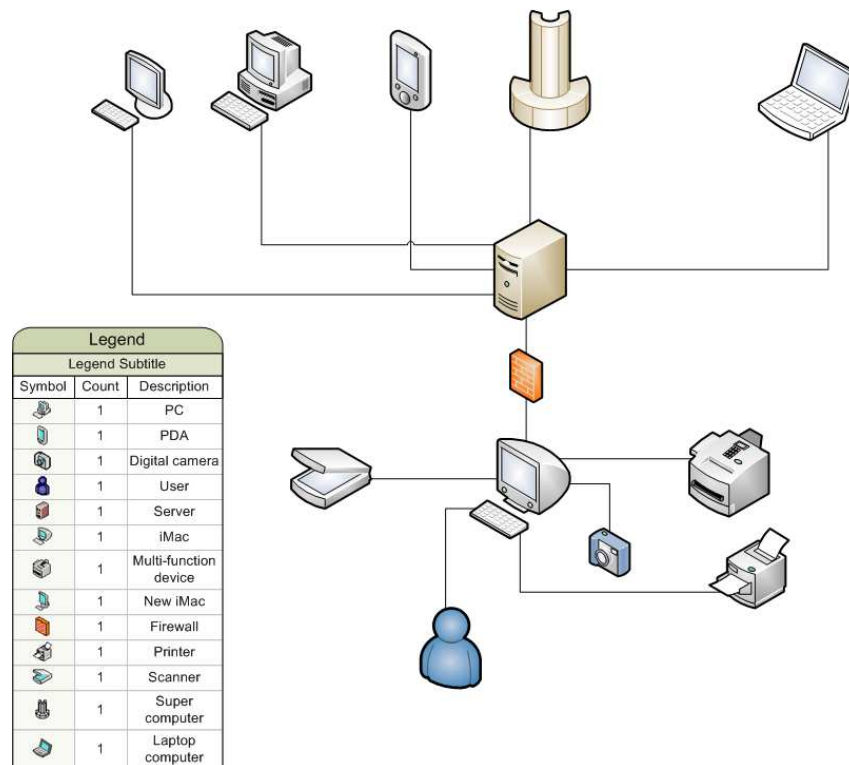 Legend
Legend Subtitle
Symbol Count Description
1 PC
1 PDA
1 Digital camera
1 User
1 Server
1 iMac
1 Multi-function
device
1 New iMac
1 Firewall
1 Printer
1 Scanner
1 Super
computer
1 Laptop
computer